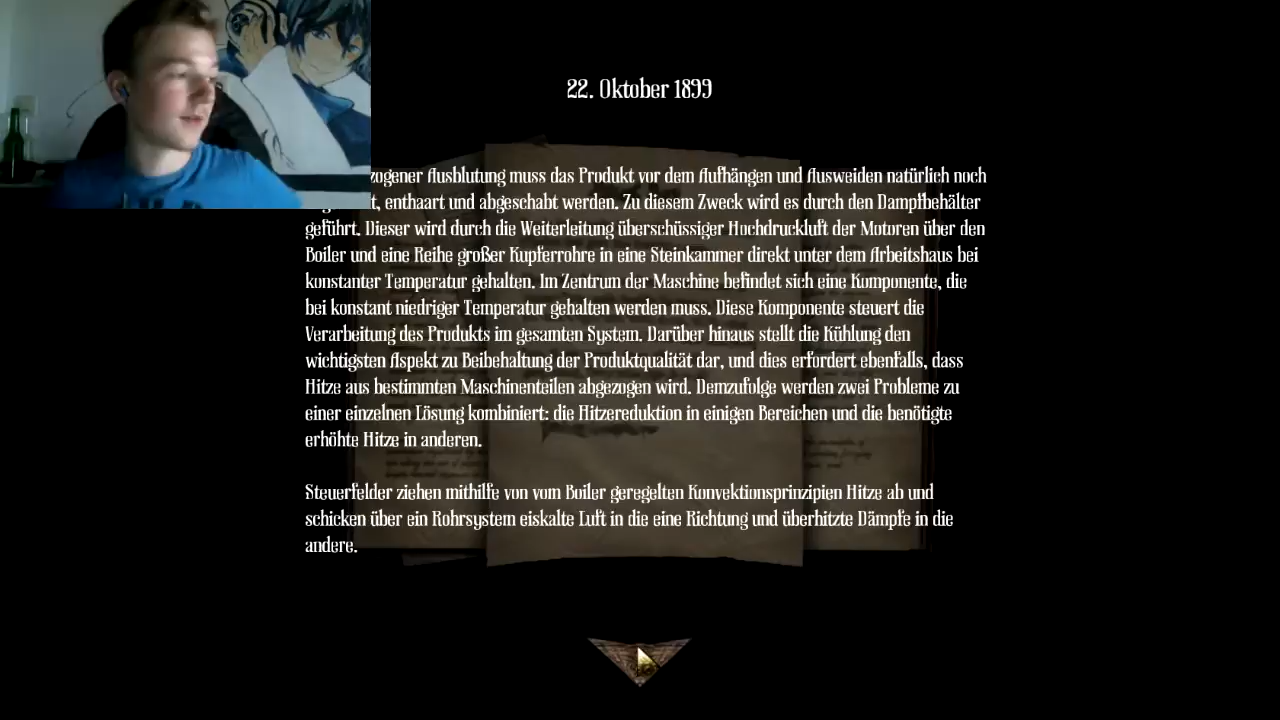 22. Oktober 1899
Ausblutung muss das Produkt vor dem Aufhängen und Ausweiden natürlich noch
enthaart und abgeschabt werden. Zu diesem Zweck wird es durch den Dampfbehälter
geführt. Dieser wird durch die Weiterleitung überschüssiger Hochdruckluft der Motoren über den
Boiler und eine Reihe großer Kupferrohre in eine Steinkammer direkt unter dem Arbeitshaus bei
konstanter Temperatur gehalten. Im Zentrum der Maschine befindet sich eine Komponente, die
bei konstant niedriger Temperatur gehalten werden muss. Diese Komponente steuert die
Verarbeitung des Produkts im gesamten System. Darüber hinaus stellt die Kühlung den
wichtigsten Aspekt zu Beibehaltung der Produktqualität dar, und dies erfordert ebenfalls, dass
Hitze aus bestimmten Maschinenteilen abgezogen wird. Demzufolge werden zwei Probleme zu
einer einzelnen Lösung kombiniert: die Hitzereduktion in einigen Bereichen und die benötigte
erhöhte Hitze in anderen.
Steuerfelder ziehen mithilfe von vom Boiler geregelten Konvektionsprinzipien Hitze ab und
schicken über ein Rohrsystem eiskalte Luft in die eine Richtung und überhitzte Dämpfe in die
andere.